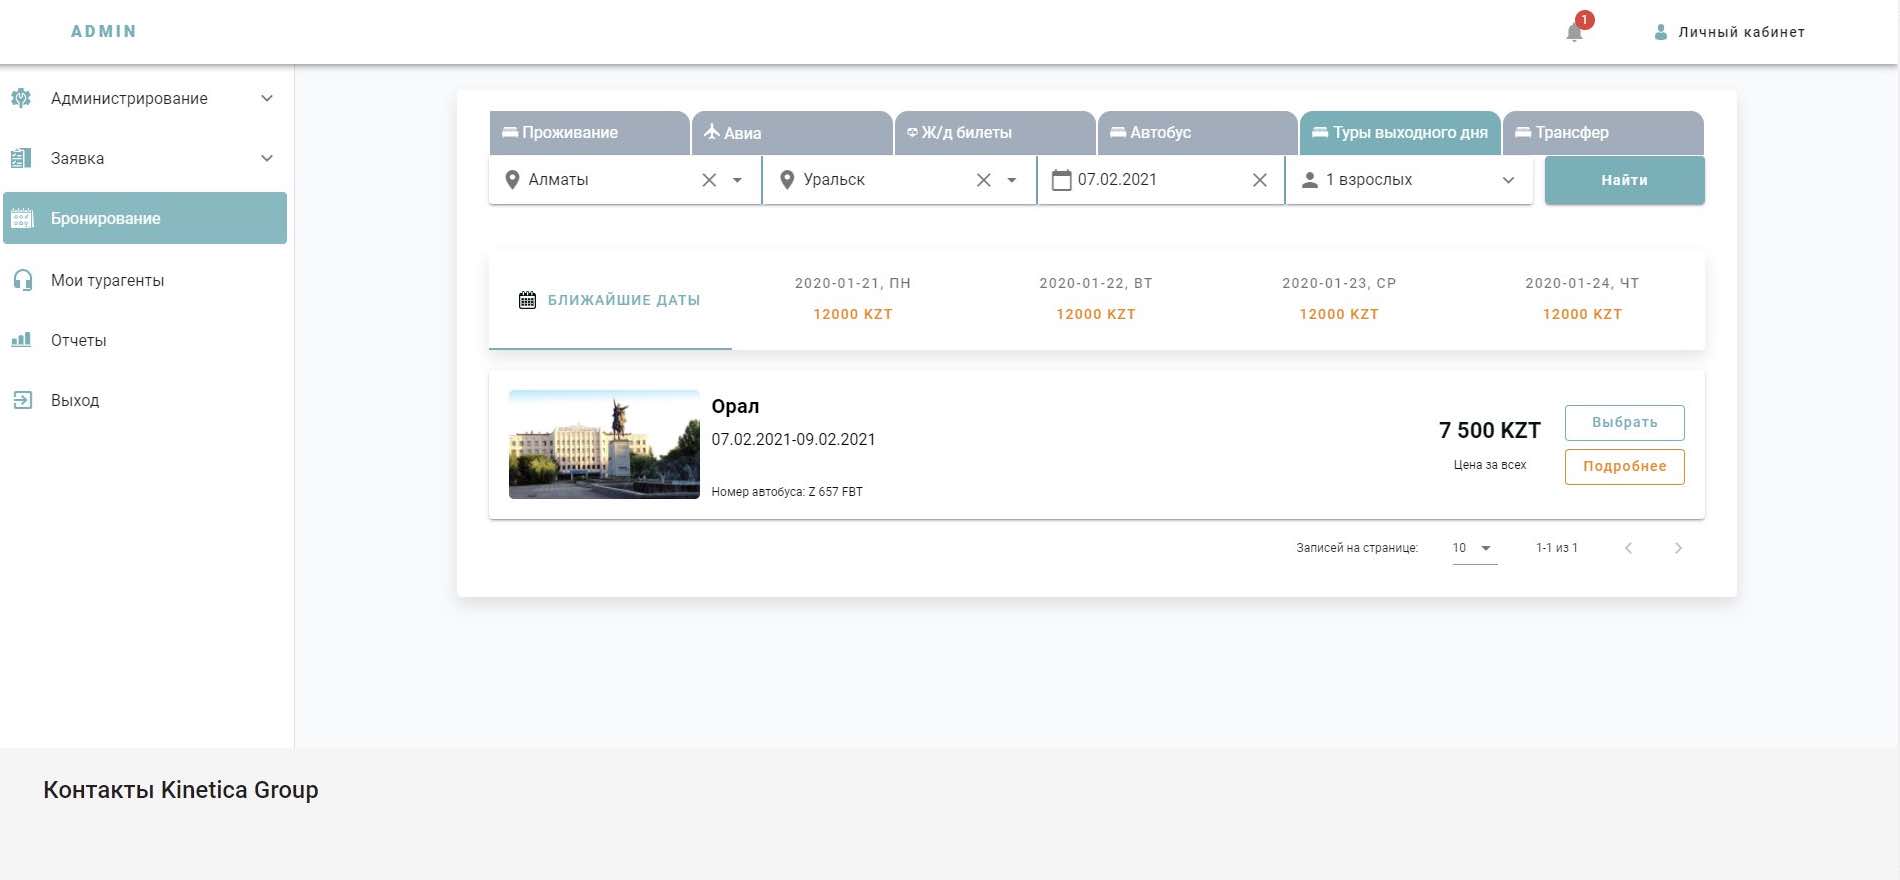 ADMIN
1
Личный кабинет
Администрирование
Заявка
Бронирование
Мои турагенты
Отчеты
Выход
Проживание
Авиа
Ж/д билеты
Автобус
Туры выходного дня
Трансфер
Алматы
Уральск
07.02.2021
1 взрослых
Найти
БЛИЖАЙШИЕ ДАТЫ
2020-01-21, ПН
12000 KZT
2020-01-22, ВТ
12000 KZT
2020-01-23, СР
12000 KZT
2020-01-24, ЧТ
12000 KZT
Орал
07.02.2021-09.02.2021
Номер автобуса: Z 657 FBT
7 500 KZT
Цена за всех
Выбрать
Подробнее
Записей на странице:
10
1-1 из 1
Контакты Kinetica Group